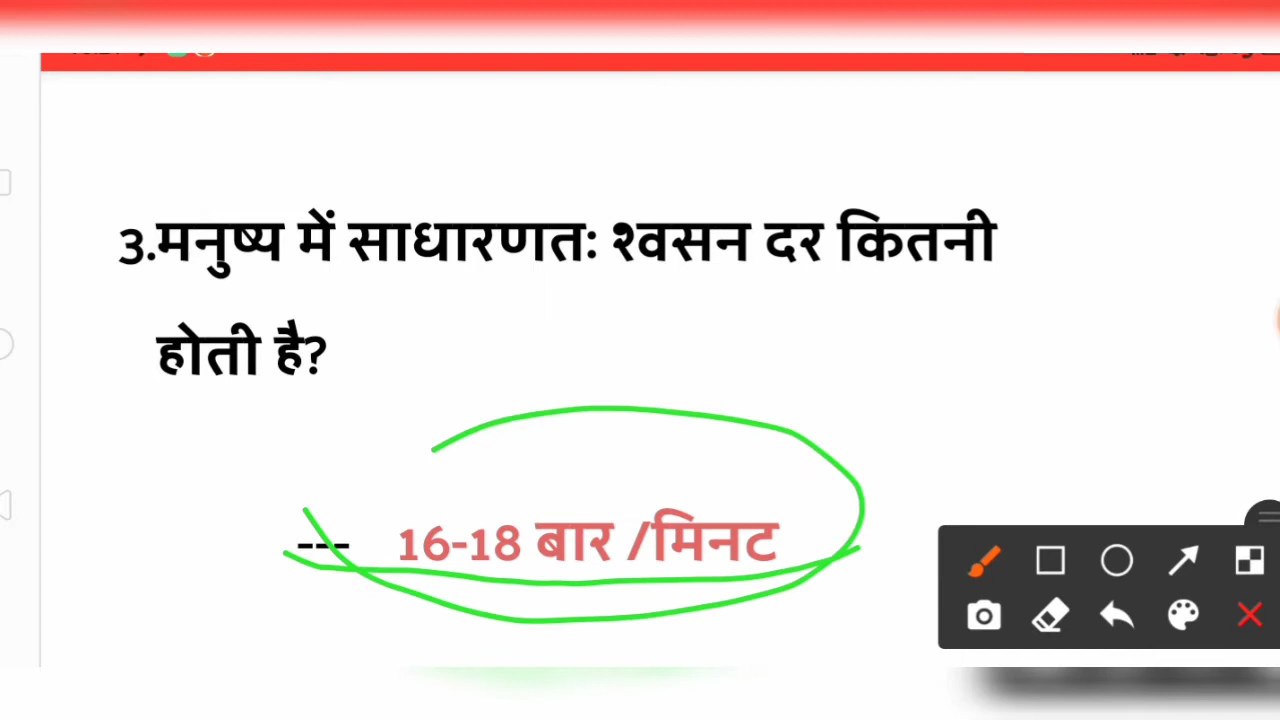 3.मनुष्य में साधारणतः श्वसन दर कितनी
होती है?
--- 16-18 बार /मिनट